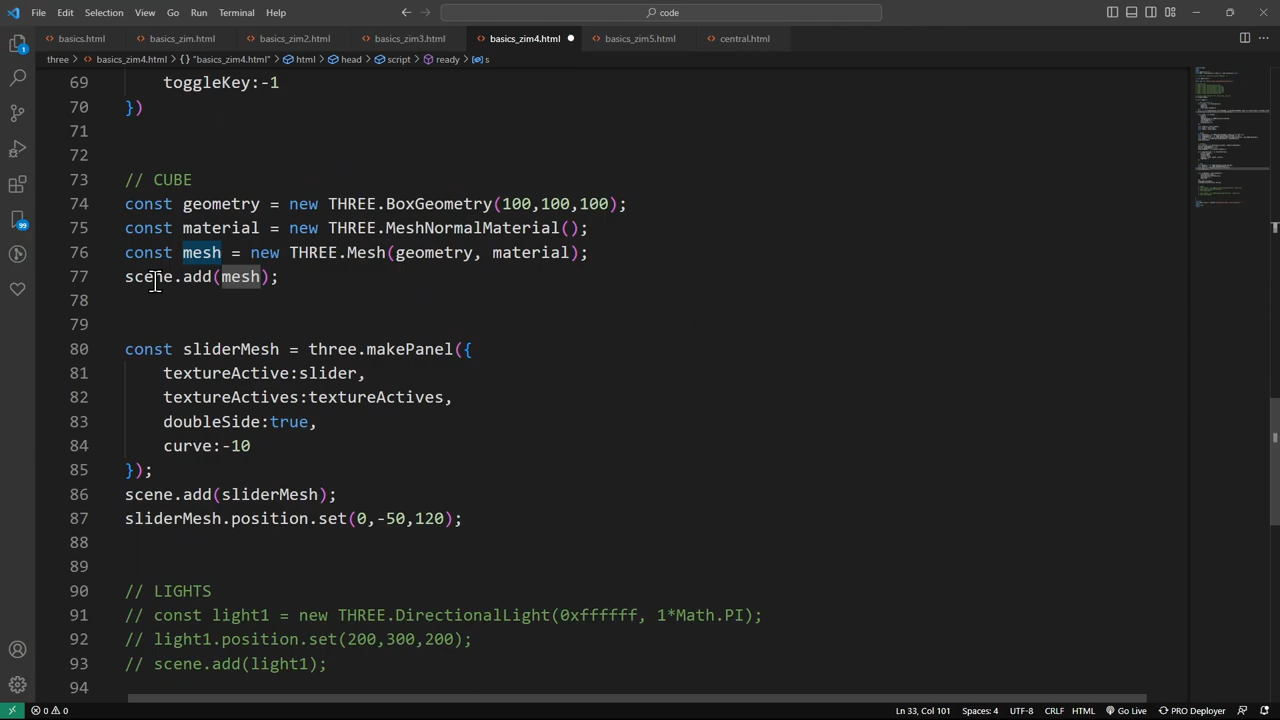 File Edit Selection View Go Run Terminal Help
code
basics.html basics_zim.html basics_zim2.html basics_zim3.html basics_zim4.html basics_zim5.html central.html
three > basics_zim4.html > {} "basics_zim4.html" > html > head > script > ready > s
1
99
69 toggleKey:-1
70 })
71
72
73 // CUBE
74 const geometry = new THREE.BoxGeometry(100,100,100);
75 const material = new THREE.MeshNormalMaterial();
76 const mesh = new THREE.Mesh(geometry, material);
77 scene.add(mesh);
78
79
80 const sliderMesh = three.makePanel({
81 textureActive:slider,
82 textureActives:textureActives,
83 doubleSide:true,
84 curve:-10
85 });
86 scene.add(sliderMesh);
87 sliderMesh.position.set(0,-50,120);
88
89
90 // LIGHTS
91 // const light1 = new THREE.DirectionalLight(0xffffff, 1*Math.PI);
92 // light1.position.set(200,300,200);
93 // scene.add(light1);
94
0 0 Ln 33, Col 101 Spaces: 4 UTF-8 CRLF HTML Go Live PRO Deployer